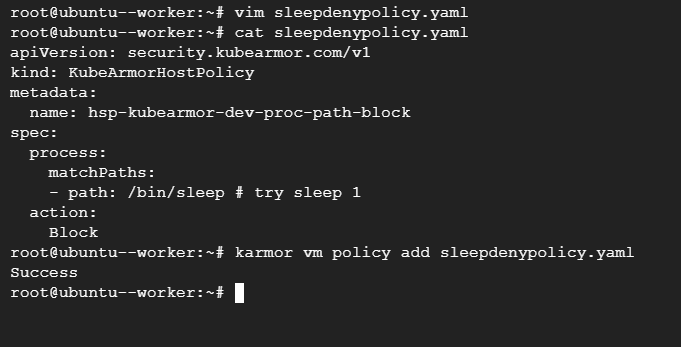 root@ubuntu--worker:~# vim sleepdenypolicy.yaml
root@ubuntu--worker:~# cat sleepdenypolicy.yaml
apiVersion: security.kubearmor.com/v1
kind: KubeArmorHostPolicy
metadata:
  name: hsp-kubearmor-dev-proc-path-block
spec:
  process:
    matchPaths:
    - path: /bin/sleep # try sleep 1
  action:
    Block
root@ubuntu--worker:~# karmor vm policy add sleepdenypolicy.yaml
Success
root@ubuntu--worker:~#